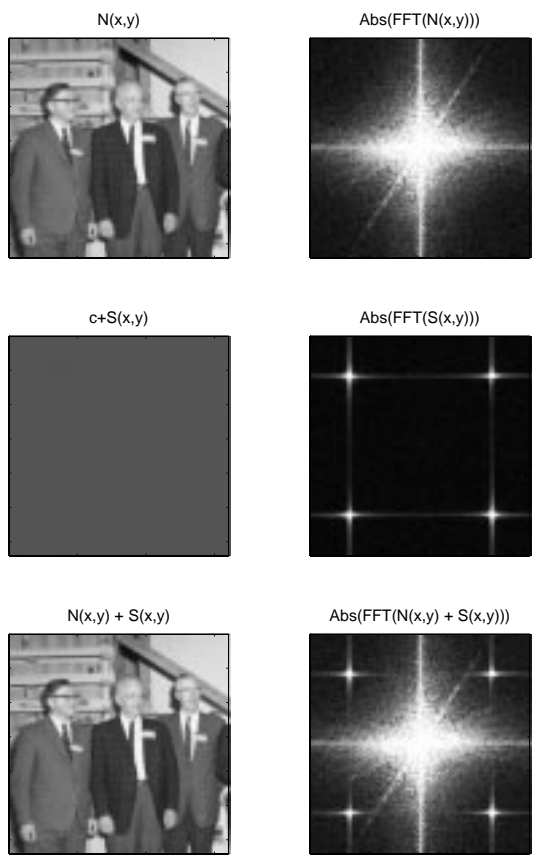 N(x,y)
Abs(FFT(N(x,y)))
c+S(x,y)
Abs(FFT(S(x,y)))
N(x,y) + S(x,y)
Abs(FFT(N(x,y) + S(x,y)))